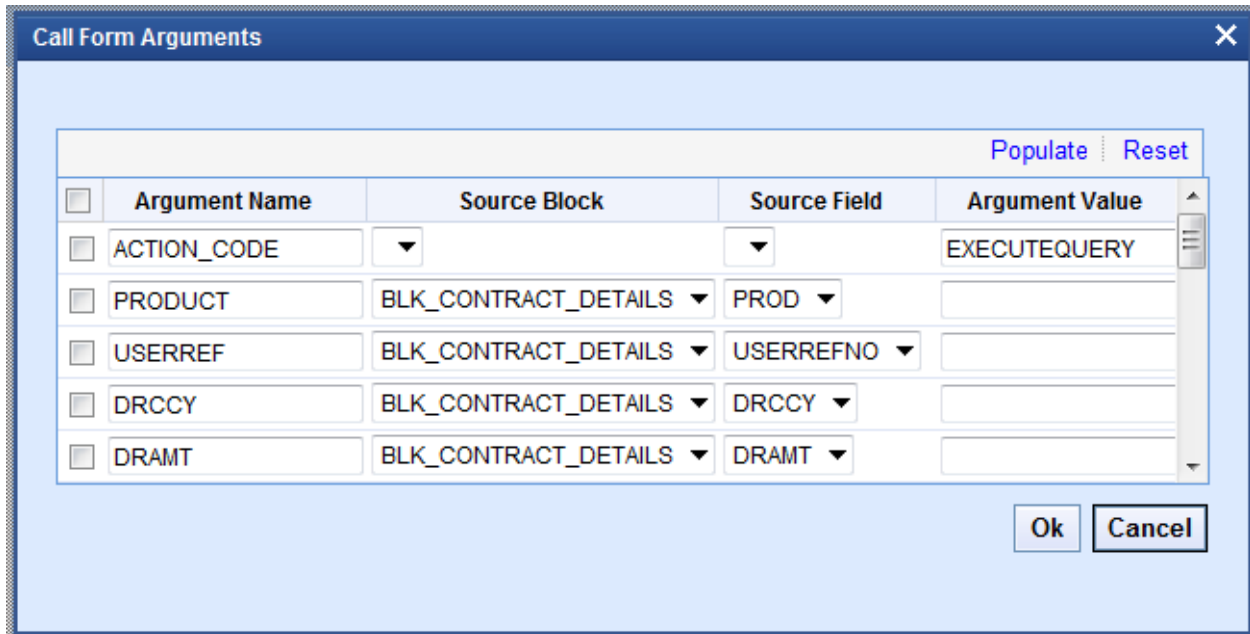 Call Form Arguments
Populate Reset
Argument Name Source Block Source Field Argument Value
ACTION_CODE EXECUTEQUERY
PRODUCT BLK_CONTRACT_DETAILS PROD
USERREF BLK_CONTRACT_DETAILS USERREFNO
DRCCY BLK_CONTRACT_DETAILS DRCCY
DRAMT BLK_CONTRACT_DETAILS DRAMT
Ok Cancel